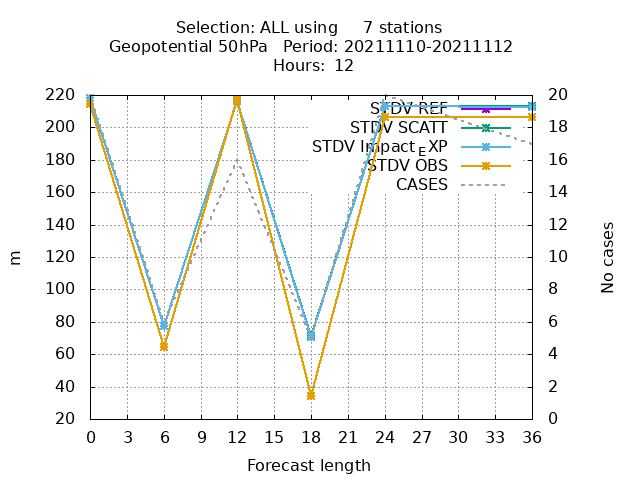 Selection: ALL using     7 stations
Geopotential 50hPa   Period: 20211110-20211112
Hours: 12
220
200
180
160
140
120
100
80
60
40
20
m
20
18
16
14
12
10
8
6
4
2
0
No cases
STDV REF
STDV SCATT
STDV Impact_EXP
STDV OBS
CASES
0 3 6 9 12 15 18 21 24 27 30 33 36
Forecast length